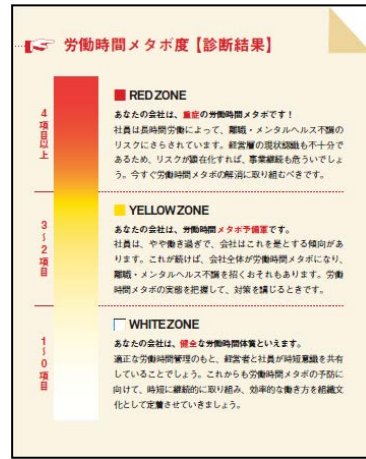 労働時間メタボ度【診断結果】
4項目以上
RED ZONE
あなたの会社は、重症の労働時間メタボです！
社員は長時間労働によって、離職・メンタルヘルス不調の
リスクにさらされています。経営層の現状認識も不十分で
あるため、リスクが顕在化すれば、事業継続も危ういでしょ
う。今すぐ労働時間メタボの解消に取り組むべきです。
3〜2項目
YELLOW ZONE
あなたの会社は、労働時間メタボ予備軍です。
社員は、やや働き過ぎで、会社はこれを是とする傾向があ
ります。これが続けば、会社全体が労働時間メタボになり、
離職・メンタルヘルス不調を招くおそれもあります。労働
時間メタボの実態を把握して、対策を講じるときです。
1〜0項目
WHITE ZONE
あなたの会社は、健全な労働時間体質といえます。
適正な労働時間管理のもと、経営者と社員が時短意識を共有
していることでしょう。これからも労働時間メタボの予防に
向けて、時短に継続的に取り組み、効率的な働き方を組織文
化として定着させていきましょう。